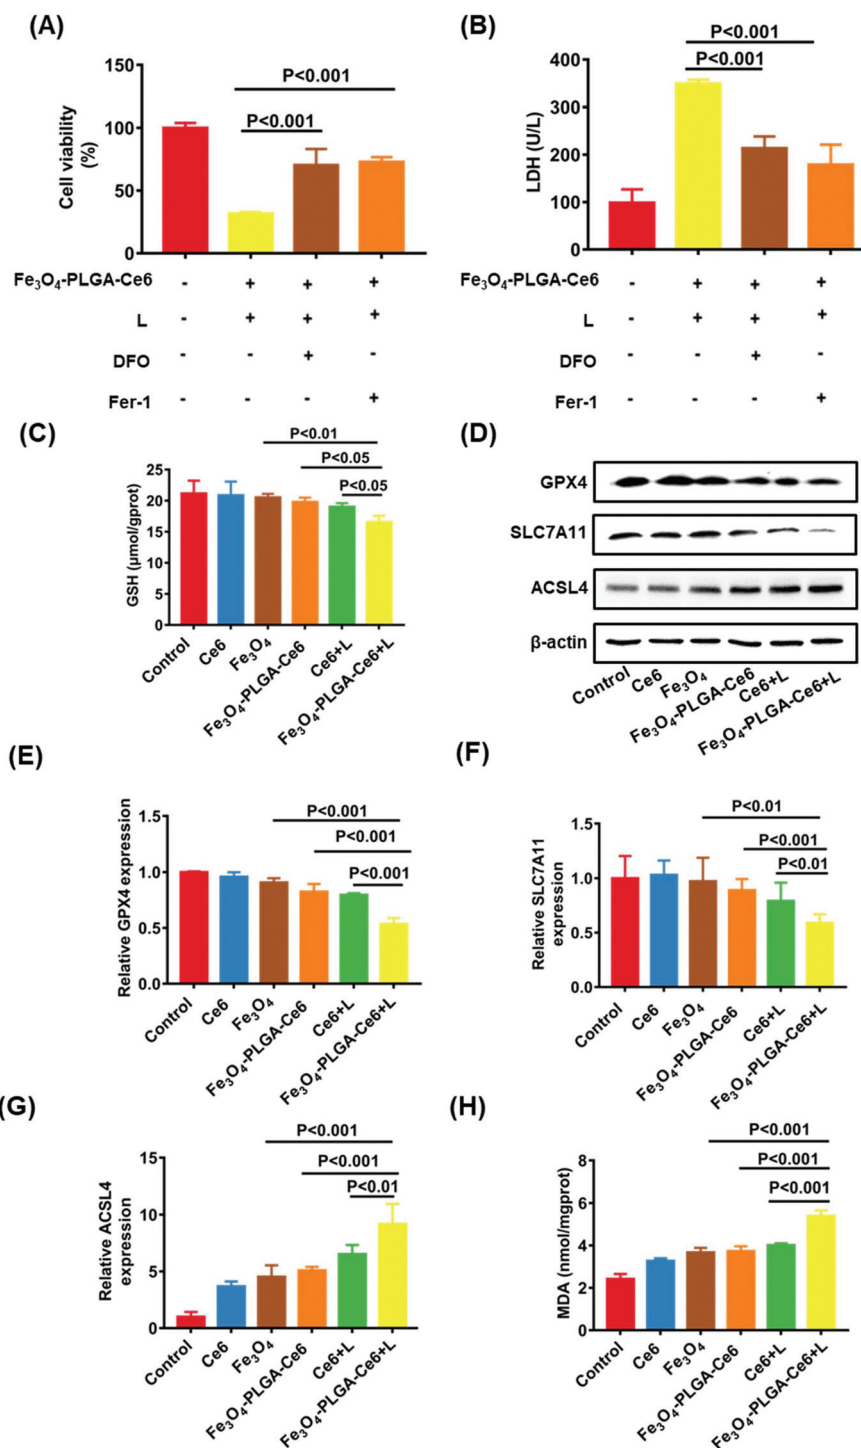 (A)
P<0.001
P<0.001
Cell viability
(%)
150
100
50
0
Fe₃O₄-PLGA-Ce6 - + + +
L - + + +
DFO - - + -
Fer-1 - - - +
(B)
P<0.001
P<0.001
LDH (U/L)
400
300
200
100
0
Fe₃O₄-PLGA-Ce6 - + + +
L - + + +
DFO - - + -
Fer-1 - - - +
(C)
P<0.01
P<0.05
P<0.05
GSH (μmol/gprot)
25
20
15
10
5
0
Control
Ce6
Fe₃O₄
Fe₃O₄-PLGA-Ce6
Ce6+L
Fe₃O₄-PLGA-Ce6+L
(D)
GPX4
SLC7A11
ACSL4
β-actin
Control
Ce6
Fe₃O₄
Fe₃O₄-PLGA-Ce6
Ce6+L
Fe₃O₄-PLGA-Ce6+L
(E)
P<0.001
P<0.001
P<0.001
Relative GPX4 expression
1.5
1.0
0.5
0.0
Control
Ce6
Fe₃O₄
Fe₃O₄-PLGA-Ce6
Ce6+L
Fe₃O₄-PLGA-Ce6+L
(F)
P<0.01
P<0.001
P<0.01
Relative SLC7A11
expression
1.5
1.0
0.5
0.0
Control
Ce6
Fe₃O₄
Fe₃O₄-PLGA-Ce6
Ce6+L
Fe₃O₄-PLGA-Ce6+L
(G)
P<0.001
P<0.001
P<0.01
Relative ACSL4
expression
15
10
5
0
Control
Ce6
Fe₃O₄
Fe₃O₄-PLGA-Ce6
Ce6+L
Fe₃O₄-PLGA-Ce6+L
(H)
P<0.001
P<0.001
P<0.001
MDA (nmol/mgprot)
8
6
4
2
0
Control
Ce6
Fe₃O₄
Fe₃O₄-PLGA-Ce6
Ce6+L
Fe₃O₄-PLGA-Ce6+L